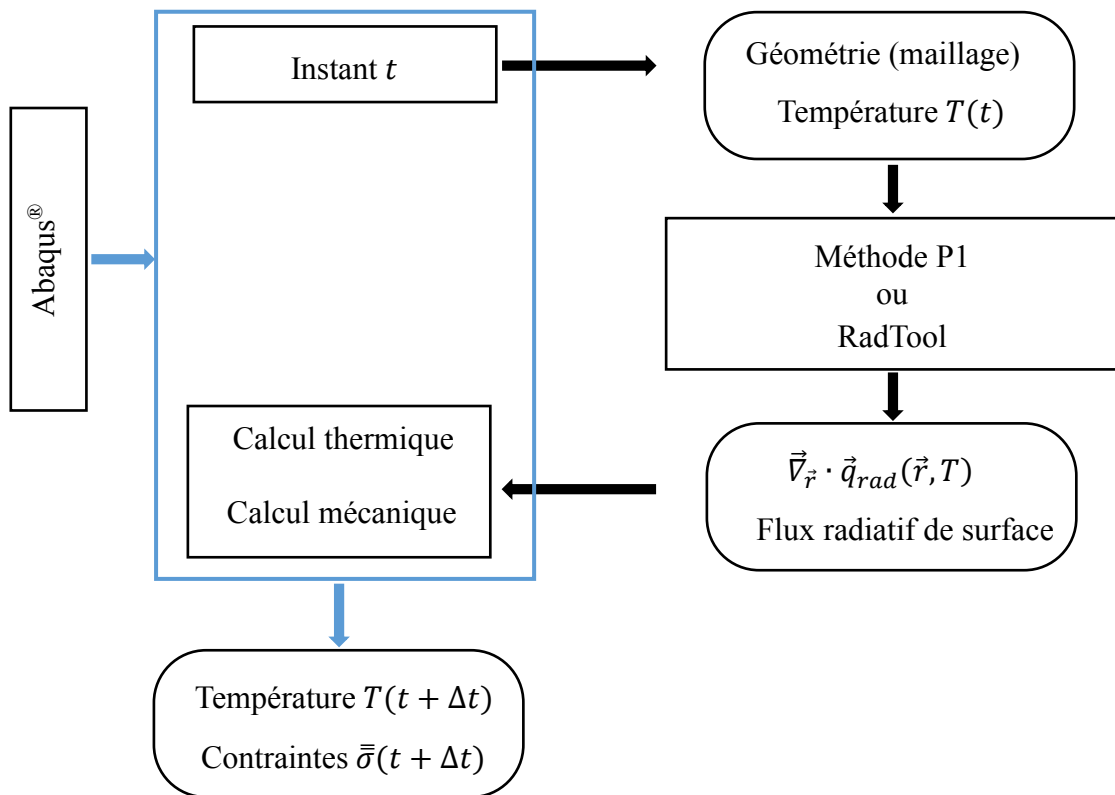 Abaqus®
Instant t
Géométrie (maillage)
Température T(t)
Méthode P1
ou
RadTool
∇⃗_r⃗ · q⃗_rad(r⃗, T)
Flux radiatif de surface
Calcul thermique
Calcul mécanique
Température T(t + Δt)
Contraintes σ̿(t + Δt)